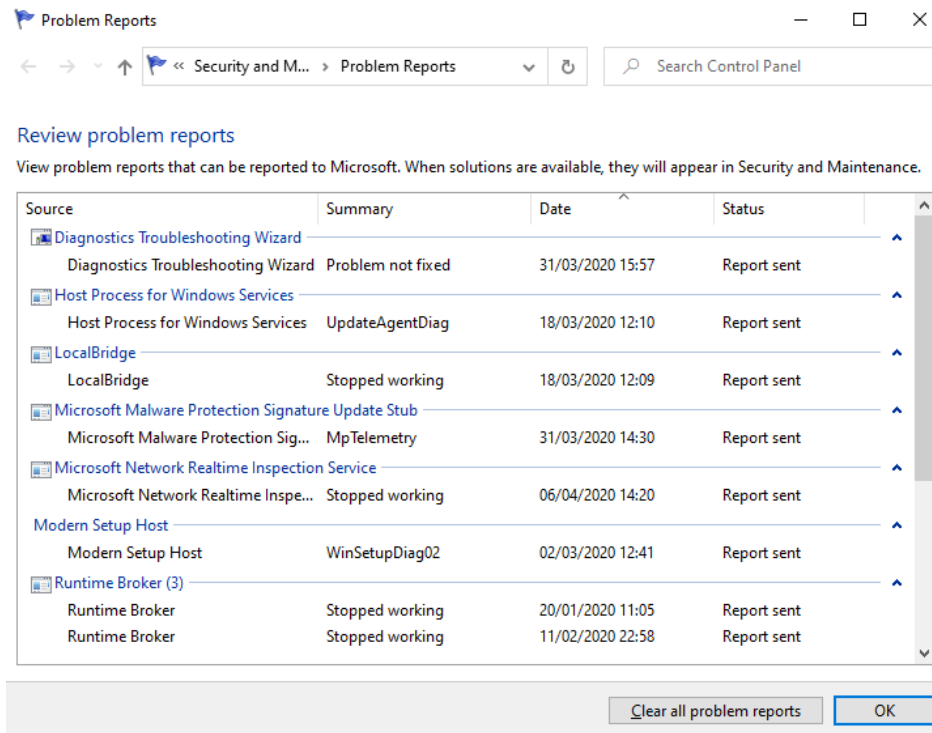 Problem Reports
« Security and M... › Problem Reports
Search Control Panel
Review problem reports
View problem reports that can be reported to Microsoft. When solutions are available, they will appear in Security and Maintenance.
Source Summary Date Status
Diagnostics Troubleshooting Wizard
Diagnostics Troubleshooting Wizard Problem not fixed 31/03/2020 15:57 Report sent
Host Process for Windows Services
Host Process for Windows Services UpdateAgentDiag 18/03/2020 12:10 Report sent
LocalBridge
LocalBridge Stopped working 18/03/2020 12:09 Report sent
Microsoft Malware Protection Signature Update Stub
Microsoft Malware Protection Sig... MpTelemetry 31/03/2020 14:30 Report sent
Microsoft Network Realtime Inspection Service
Microsoft Network Realtime Inspe... Stopped working 06/04/2020 14:20 Report sent
Modern Setup Host
Modern Setup Host WinSetupDiag02 02/03/2020 12:41 Report sent
Runtime Broker (3)
Runtime Broker Stopped working 20/01/2020 11:05 Report sent
Runtime Broker Stopped working 11/02/2020 22:58 Report sent
Clear all problem reports OK